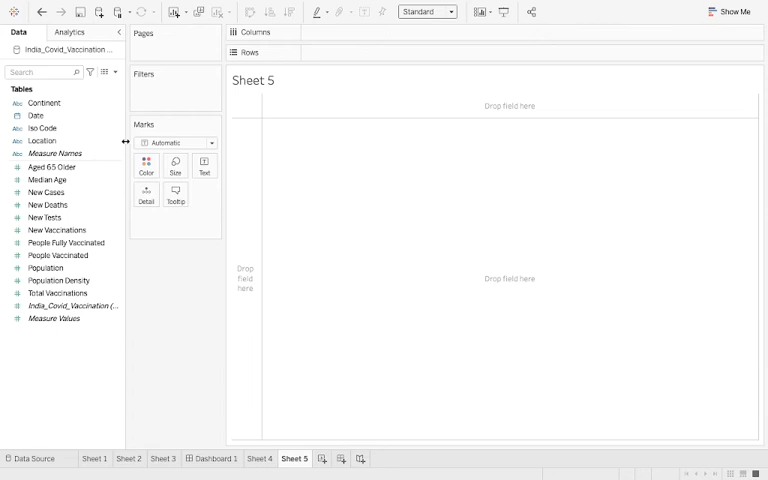 Standard
Show Me
Data
Analytics
India_Covid_Vaccination ...
Search
Tables
Abc Continent
Date
Abc Iso Code
Abc Location
Abc Measure Names
Aged 65 Older
Median Age
New Cases
New Deaths
New Tests
New Vaccinations
People Fully Vaccinated
People Vaccinated
Population
Population Density
Total Vaccinations
India_Covid_Vaccination (...
Measure Values
Pages
Filters
Marks
Automatic
Color
Size
Text
Detail
Tooltip
Columns
Rows
Sheet 5
Drop field here
Drop
field
here
Drop field here
Data Source
Sheet 1
Sheet 2
Sheet 3
Dashboard 1
Sheet 4
Sheet 5